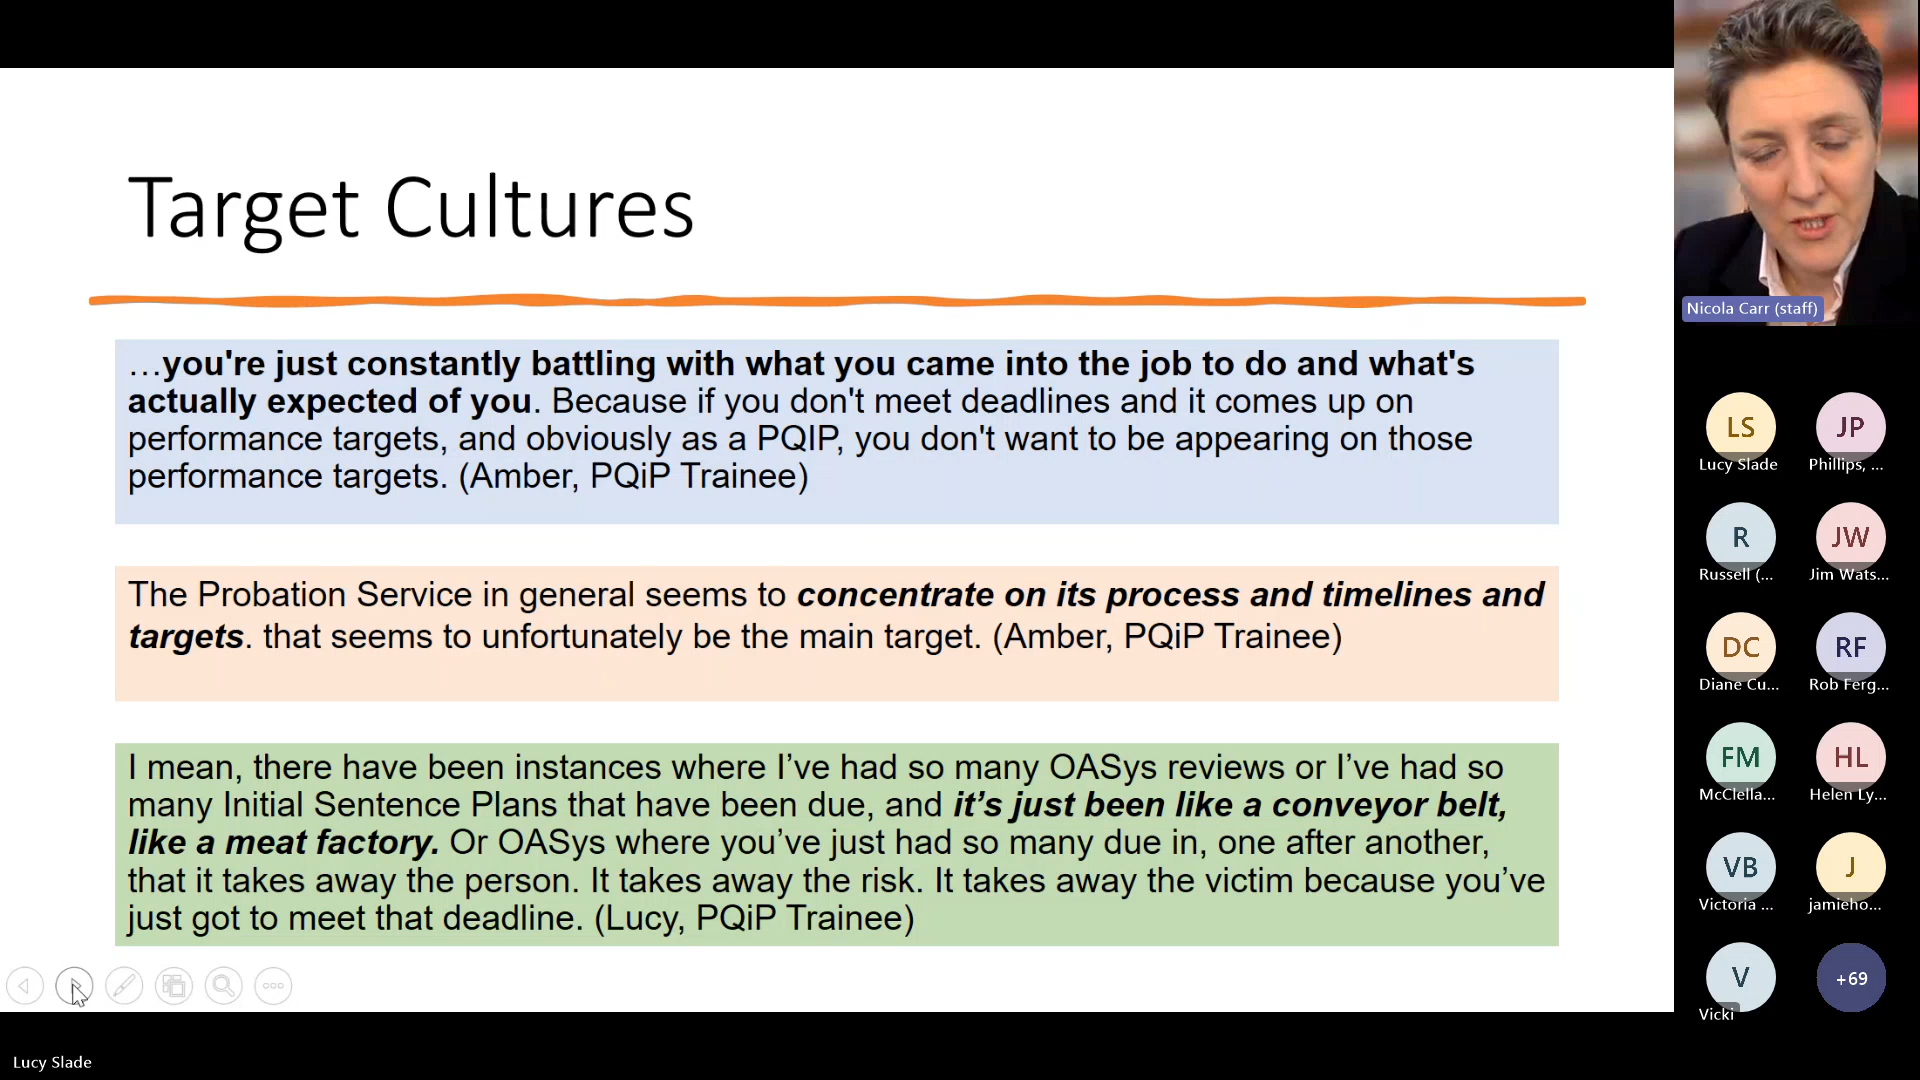 Target Cultures
…you're just constantly battling with what you came into the job to do and what's
actually expected of you. Because if you don't meet deadlines and it comes up on
performance targets, and obviously as a PQIP, you don't want to be appearing on those
performance targets. (Amber, PQiP Trainee)
The Probation Service in general seems to concentrate on its process and timelines and
targets. that seems to unfortunately be the main target. (Amber, PQiP Trainee)
I mean, there have been instances where I’ve had so many OASys reviews or I’ve had so
many Initial Sentence Plans that have been due, and it’s just been like a conveyor belt,
like a meat factory. Or OASys where you’ve just had so many due in, one after another,
that it takes away the person. It takes away the risk. It takes away the victim because you’ve
just got to meet that deadline. (Lucy, PQiP Trainee)
Lucy Slade
Nicola Carr (staff)
LS JP
Lucy Slade Phillips, ...
R JW
Russell (... Jim Wats...
DC RF
Diane Cu... Rob Ferg...
FM HL
McClella... Helen Ly...
VB J
Victoria ... jamieho...
V +69
Vicki